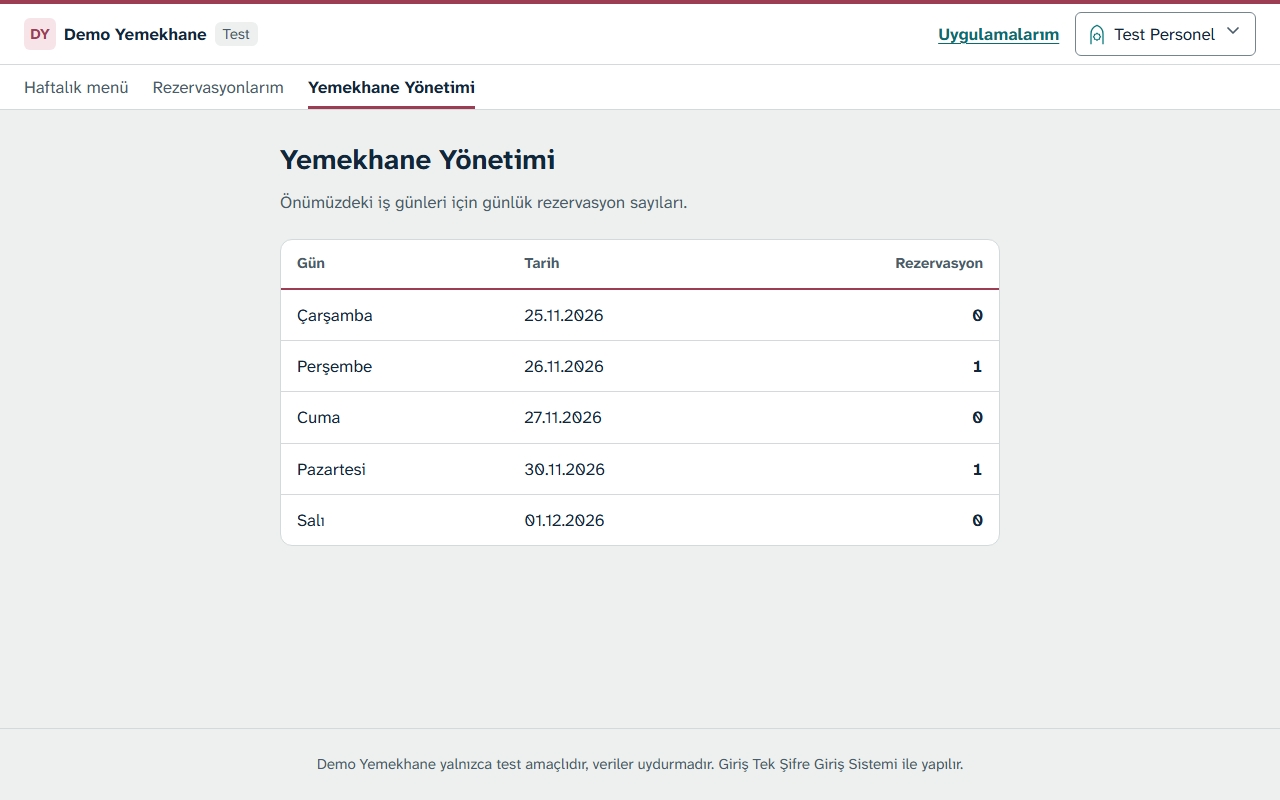 DY Demo Yemekhane Test Uygulamalarım Test Personel
Haftalık menü Rezervasyonlarım Yemekhane Yönetimi
Yemekhane Yönetimi
Önümüzdeki iş günleri için günlük rezervasyon sayıları.
Gün Tarih Rezervasyon
Çarşamba 25.11.2026 0
Perşembe 26.11.2026 1
Cuma 27.11.2026 0
Pazartesi 30.11.2026 1
Salı 01.12.2026 0
Demo Yemekhane yalnızca test amaçlıdır, veriler uydurmadır. Giriş Tek Şifre Giriş Sistemi ile yapılır.